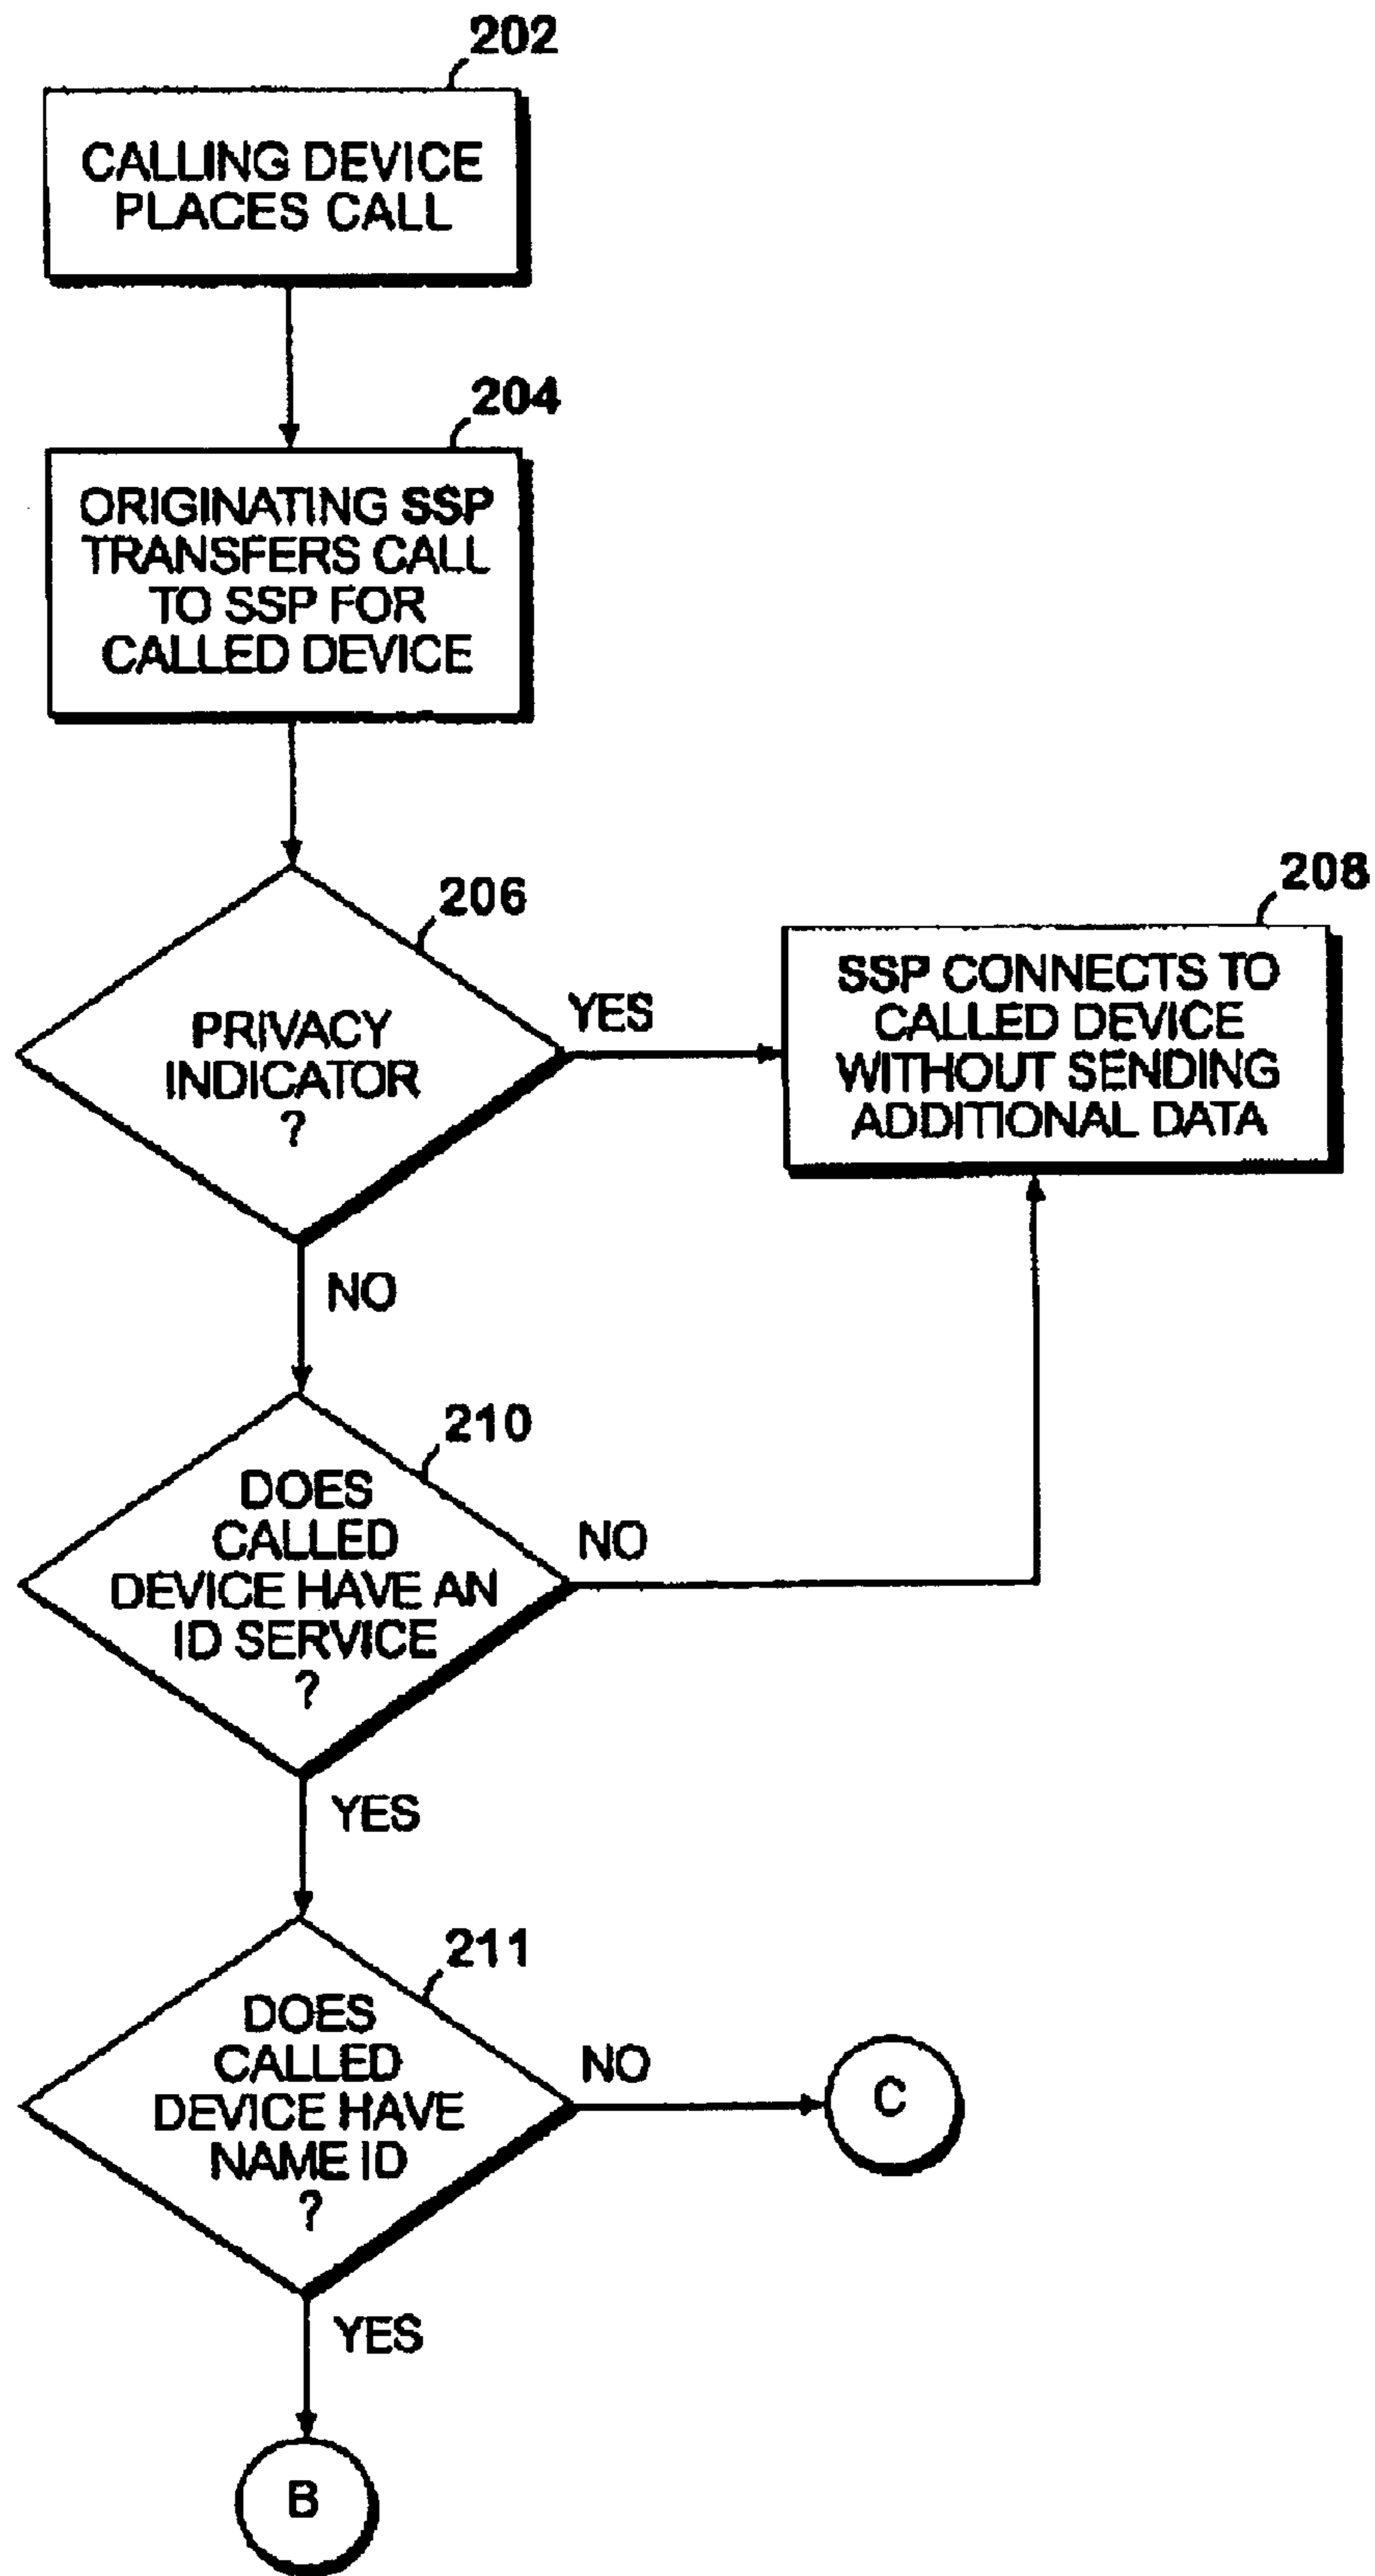 202
CALLING DEVICE
PLACES CALL
204
ORIGINATING SSP
TRANSFERS CALL
TO SSP FOR
CALLED DEVICE
206
PRIVACY
INDICATOR
?
YES
208
SSP CONNECTS TO
CALLED DEVICE
WITHOUT SENDING
ADDITIONAL DATA
NO
210
DOES
CALLED
DEVICE HAVE AN
ID SERVICE
?
NO
YES
211
DOES
CALLED
DEVICE HAVE
NAME ID
?
NO
C
YES
B